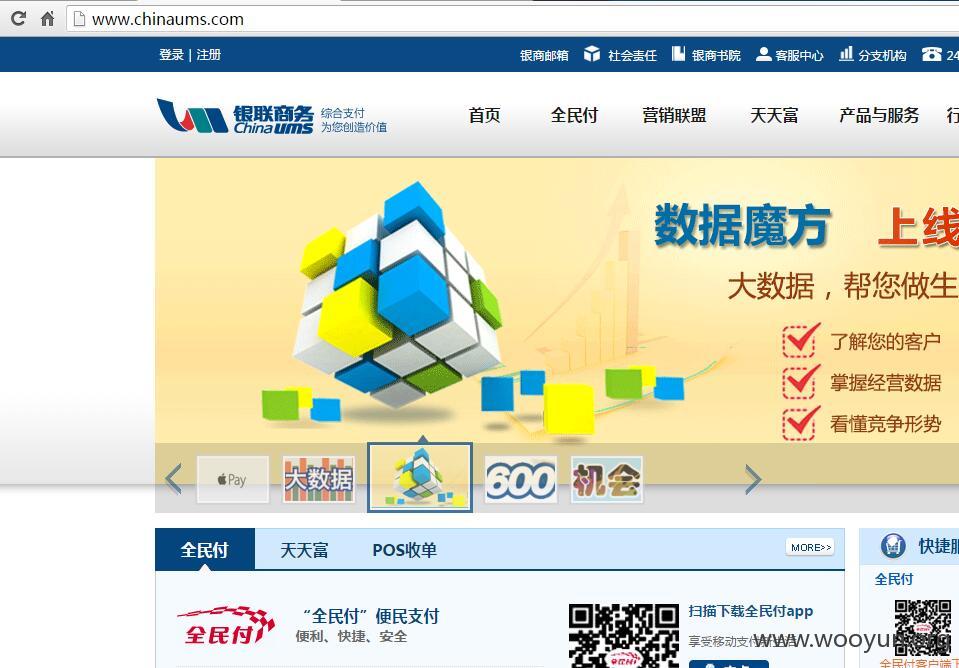 www.chinaums.com
登录 | 注册
银商邮箱 社会责任 银商书院 客服中心 分支机构 24
银联商务
China ums
综合支付
为您创造价值
首页 全民付 营销联盟 天天富 产品与服务 行
数据魔方 上线
大数据，帮您做生
了解您的客户
掌握经营数据
看懂竞争形势
Pay 大数据 600 机会
全民付 天天富 POS收单 MORE>>
快捷服
全民付
全民付
“全民付”便民支付
便利、快捷、安全
扫描下载全民付app
享受移动支付
www.wooyun.org
全民付客户端下